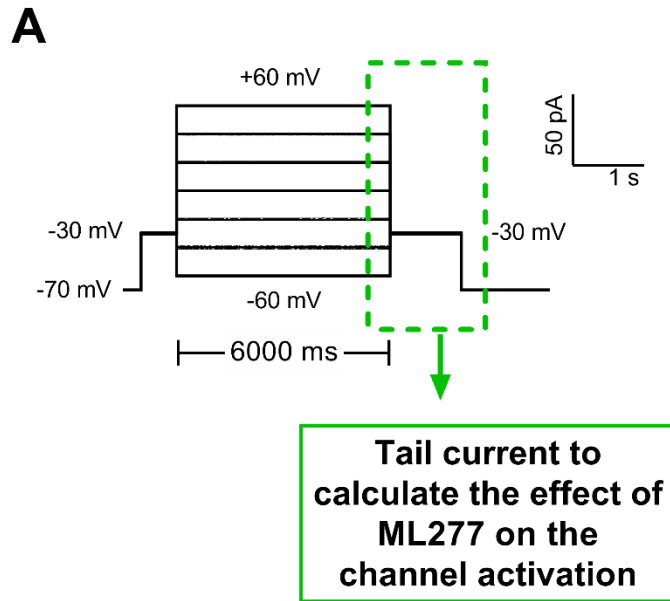 A
+60 mV
50 pA
1 s
-30 mV
-30 mV
-70 mV
-60 mV
6000 ms
Tail current to
calculate the effect of
ML277 on the
channel activation